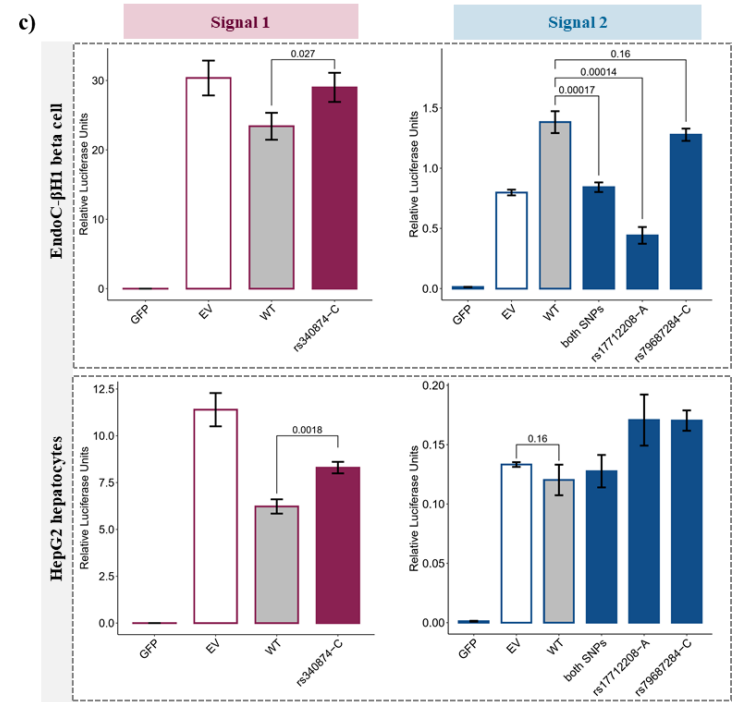 c)
Signal 1
Signal 2
EndoC-βH1 beta cell
Relative Luciferase Units
30
20
10
0
0.027
GFP
EV
WT
rs340874−C
Relative Luciferase Units
1.5
1.0
0.5
0.0
0.16
0.00014
0.00017
GFP
EV
WT
both SNPs
rs17712208−A
rs79687284−C
HepG2 hepatocytes
Relative Luciferase Units
12.5
10.0
7.5
5.0
2.5
0.0
0.0018
GFP
EV
WT
rs340874−C
Relative Luciferase Units
0.20
0.15
0.10
0.05
0.00
0.16
GFP
EV
WT
both SNPs
rs17712208−A
rs79687284−C